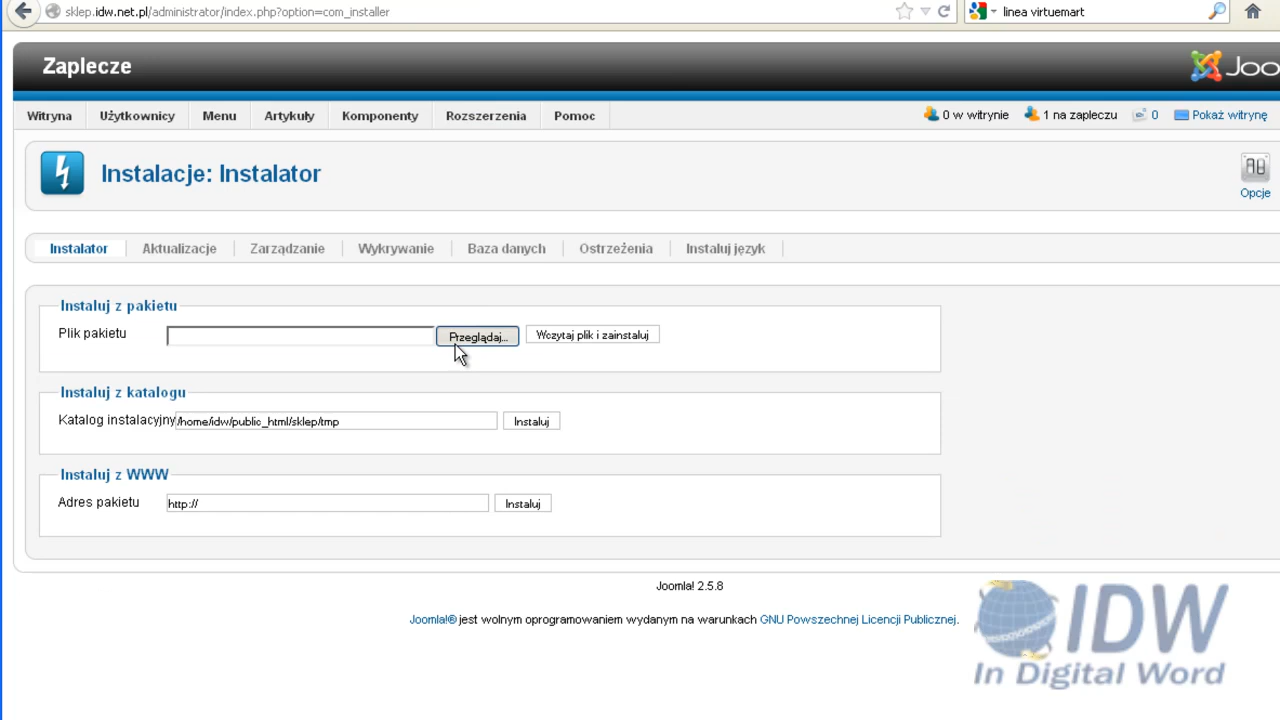 sklep.idw.net.pl/administrator/index.php?option=com_installer
linea virtuemart
Zaplecze
Joo
Witryna Użytkownicy Menu Artykuły Komponenty Rozszerzenia Pomoc 0 w witrynie 1 na zapleczu 0 Pokaż witrynę
Instalacje: Instalator
Opcje
Instalator Aktualizacje Zarządzanie Wykrywanie Baza danych Ostrzeżenia Instaluj język
Instaluj z pakietu
Plik pakietu Przeglądaj... Wczytaj plik i zainstaluj
Instaluj z katalogu
Katalog instalacyjny /home/idw/public_html/sklep/tmp Instaluj
Instaluj z WWW
Adres pakietu http:// Instaluj
Joomla! 2.5.8
Joomla!® jest wolnym oprogramowaniem wydanym na warunkach GNU Powszechnej Licencji Publicznej.
IDW
In Digital Word